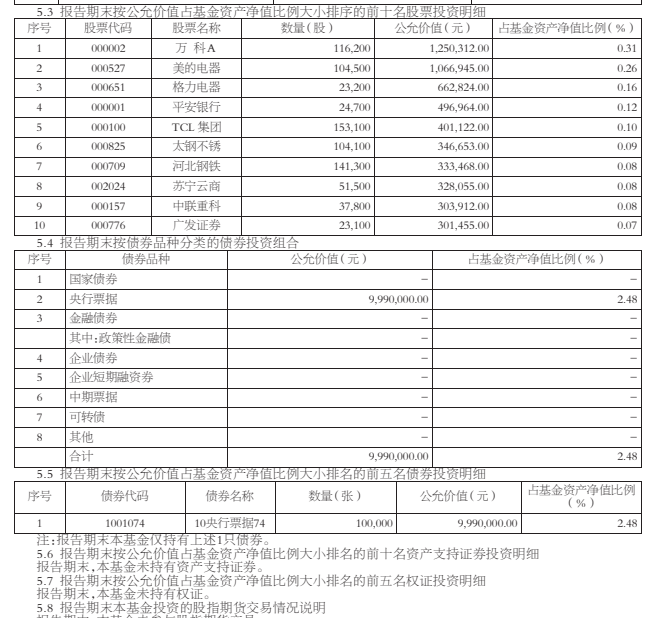 5.3 报告期末按公允价值占基金资产净值比例大小排序的前十名股票投资明细
序号 股票代码 股票名称 数量(股) 公允价值(元) 占基金资产净值比例(%)
1 000002 万 科A 116,200 1,250,312.00 0.31
2 000527 美的电器 104,500 1,066,945.00 0.26
3 000651 格力电器 23,200 662,824.00 0.16
4 000001 平安银行 24,700 496,964.00 0.12
5 000100 TCL 集团 153,100 401,122.00 0.10
6 000825 太钢不锈 104,100 346,653.00 0.09
7 000709 河北钢铁 141,300 333,468.00 0.08
8 002024 苏宁云商 51,500 328,055.00 0.08
9 000157 中联重科 37,800 303,912.00 0.08
10 000776 广发证券 23,100 301,455.00 0.07
5.4 报告期末按债券品种分类的债券投资组合
序号 债券品种 公允价值(元) 占基金资产净值比例(%)
1 国家债券 – –
2 央行票据 9,990,000.00 2.48
3 金融债券 – –
其中:政策性金融债 – –
4 企业债券 – –
5 企业短期融资券 – –
6 中期票据 – –
7 可转债 – –
8 其他 – –
合计 9,990,000.00 2.48
5.5 报告期末按公允价值占基金资产净值比例大小排名的前五名债券投资明细
序号 债券代码 债券名称 数量(张) 公允价值(元) 占基金资产净值比例
(%)
1 1001074 10央行票据74 100,000 9,990,000.00 2.48
注:报告期末本基金仅持有上述1只债券。
5.6 报告期末按公允价值占基金资产净值比例大小排名的前十名资产支持证券投资明细
报告期末,本基金未持有资产支持证券。
5.7 报告期末按公允价值占基金资产净值比例大小排名的前五名权证投资明细
报告期末,本基金未持有权证。
5.8 报告期末本基金投资的股指期货交易情况说明